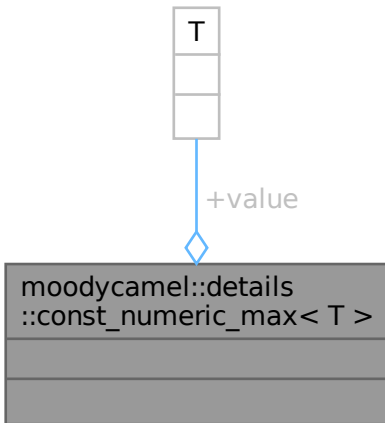 T
+value
moodycamel::details
::const_numeric_max< T >